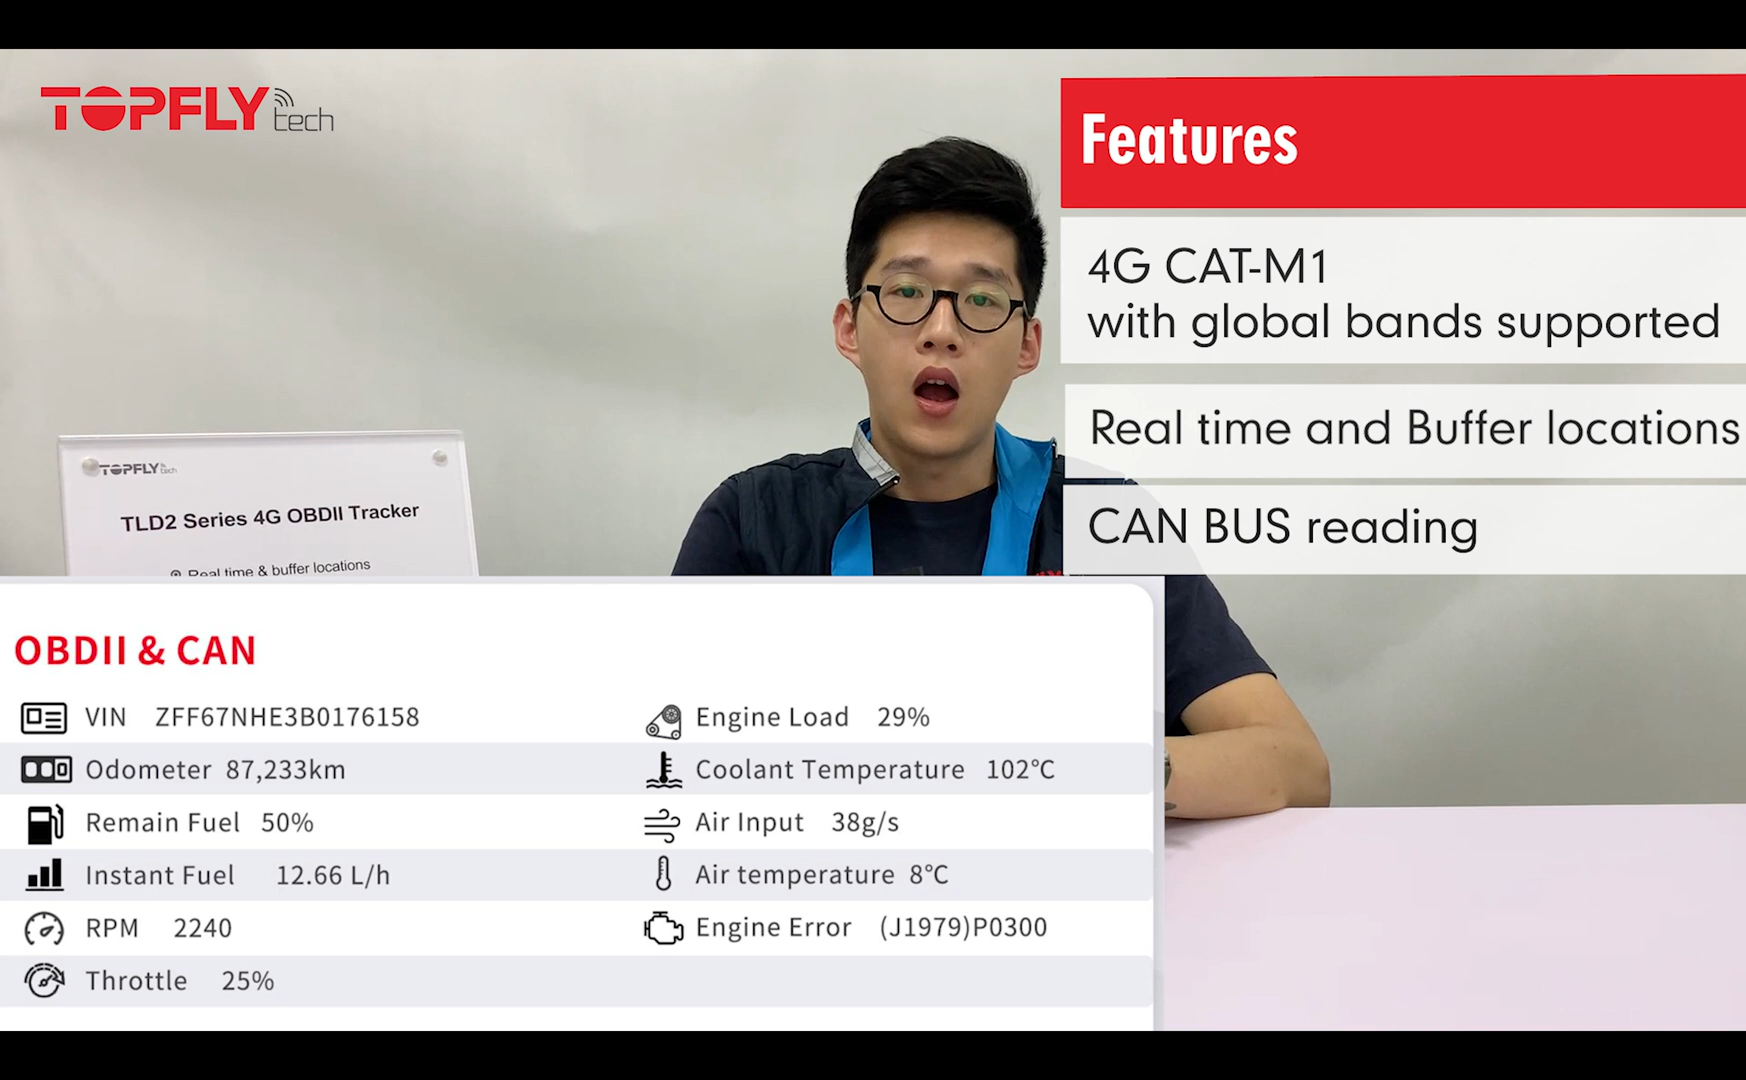 TOPFLY tech
Features
4G CAT-M1
with global bands supported
Real time and Buffer locations
CAN BUS reading
TOPFLY tech
TLD2 Series 4G OBDII Tracker
Real time & buffer locations
OBDII & CAN
VIN ZFF67NHE3B0176158
Odometer 87,233km
Remain Fuel 50%
Instant Fuel 12.66 L/h
RPM 2240
Throttle 25%
Engine Load 29%
Coolant Temperature 102°C
Air Input 38g/s
Air temperature 8°C
Engine Error (J1979)P0300